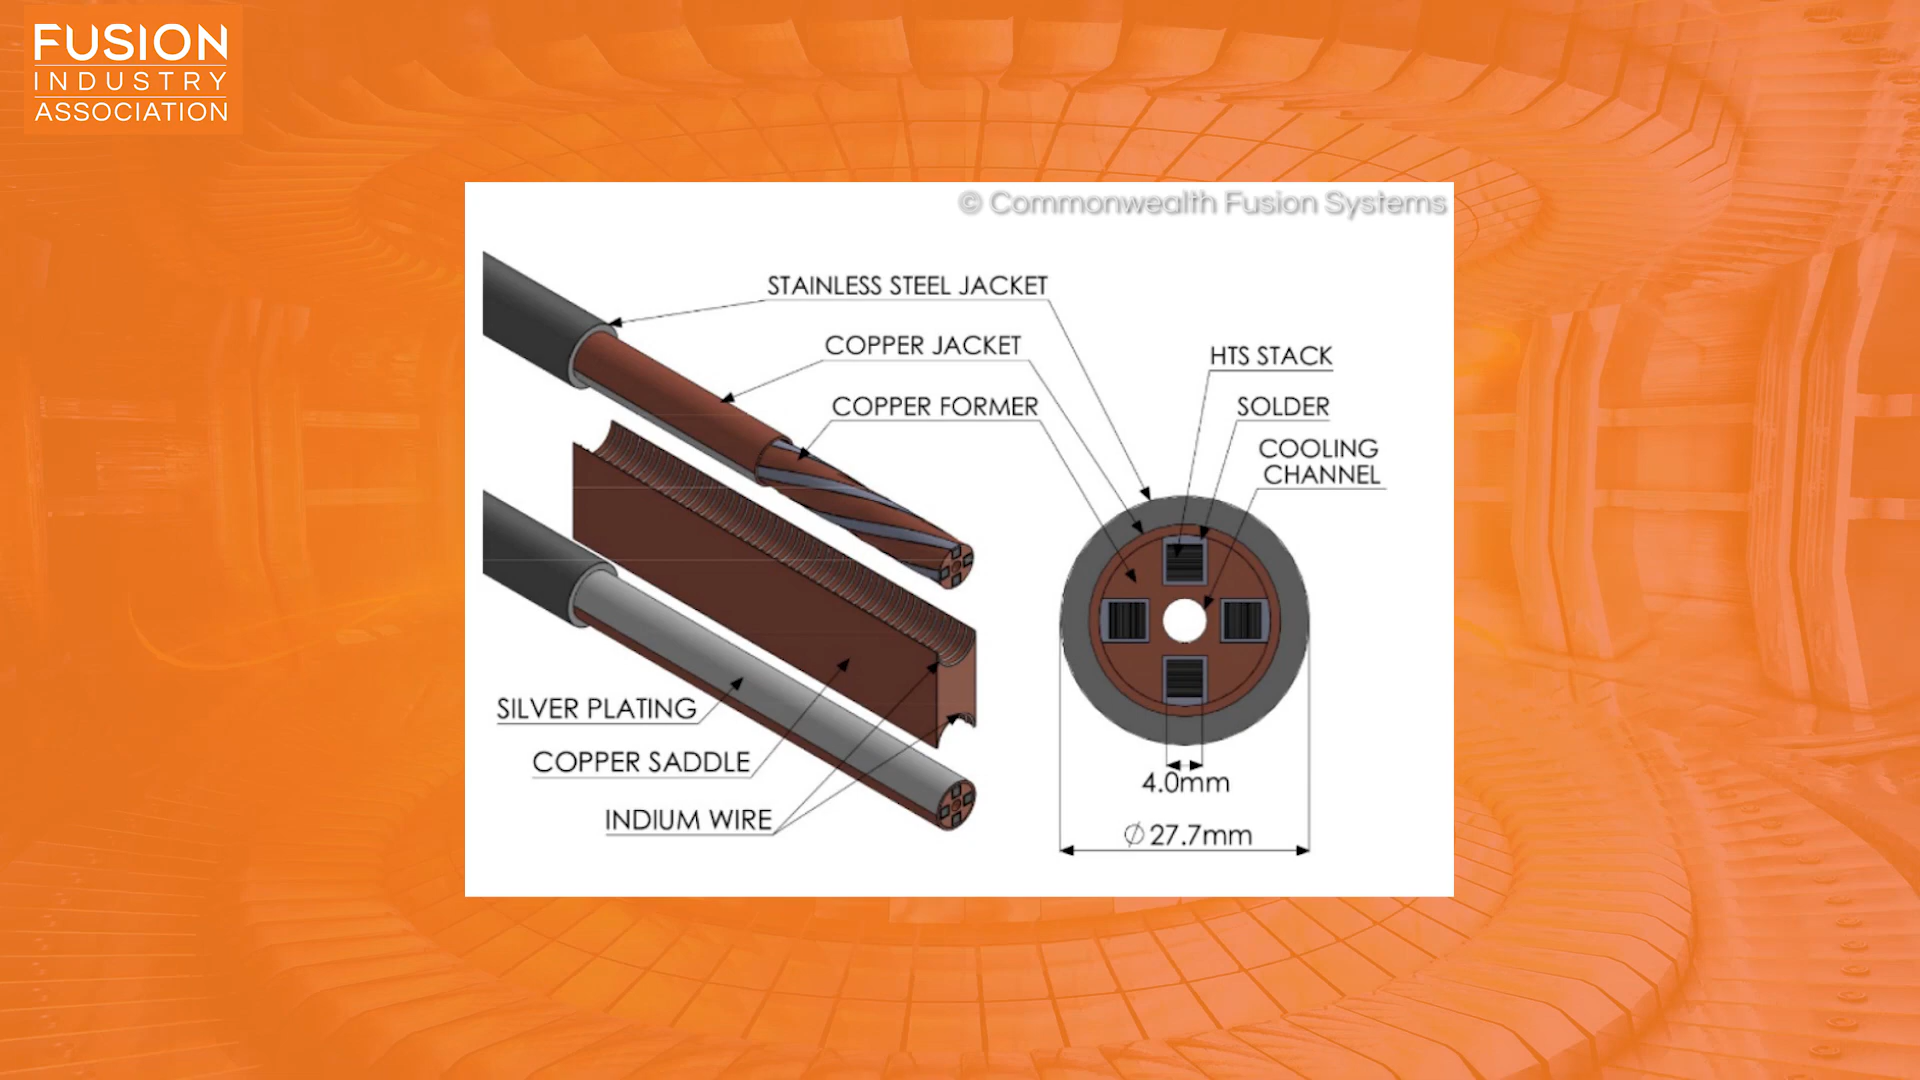 FUSION
INDUSTRY
ASSOCIATION
© Commonwealth Fusion Systems
STAINLESS STEEL JACKET
COPPER JACKET
COPPER FORMER
HTS STACK
SOLDER
COOLING
CHANNEL
SILVER PLATING
COPPER SADDLE
INDIUM WIRE
4.0mm
∅ 27.7mm